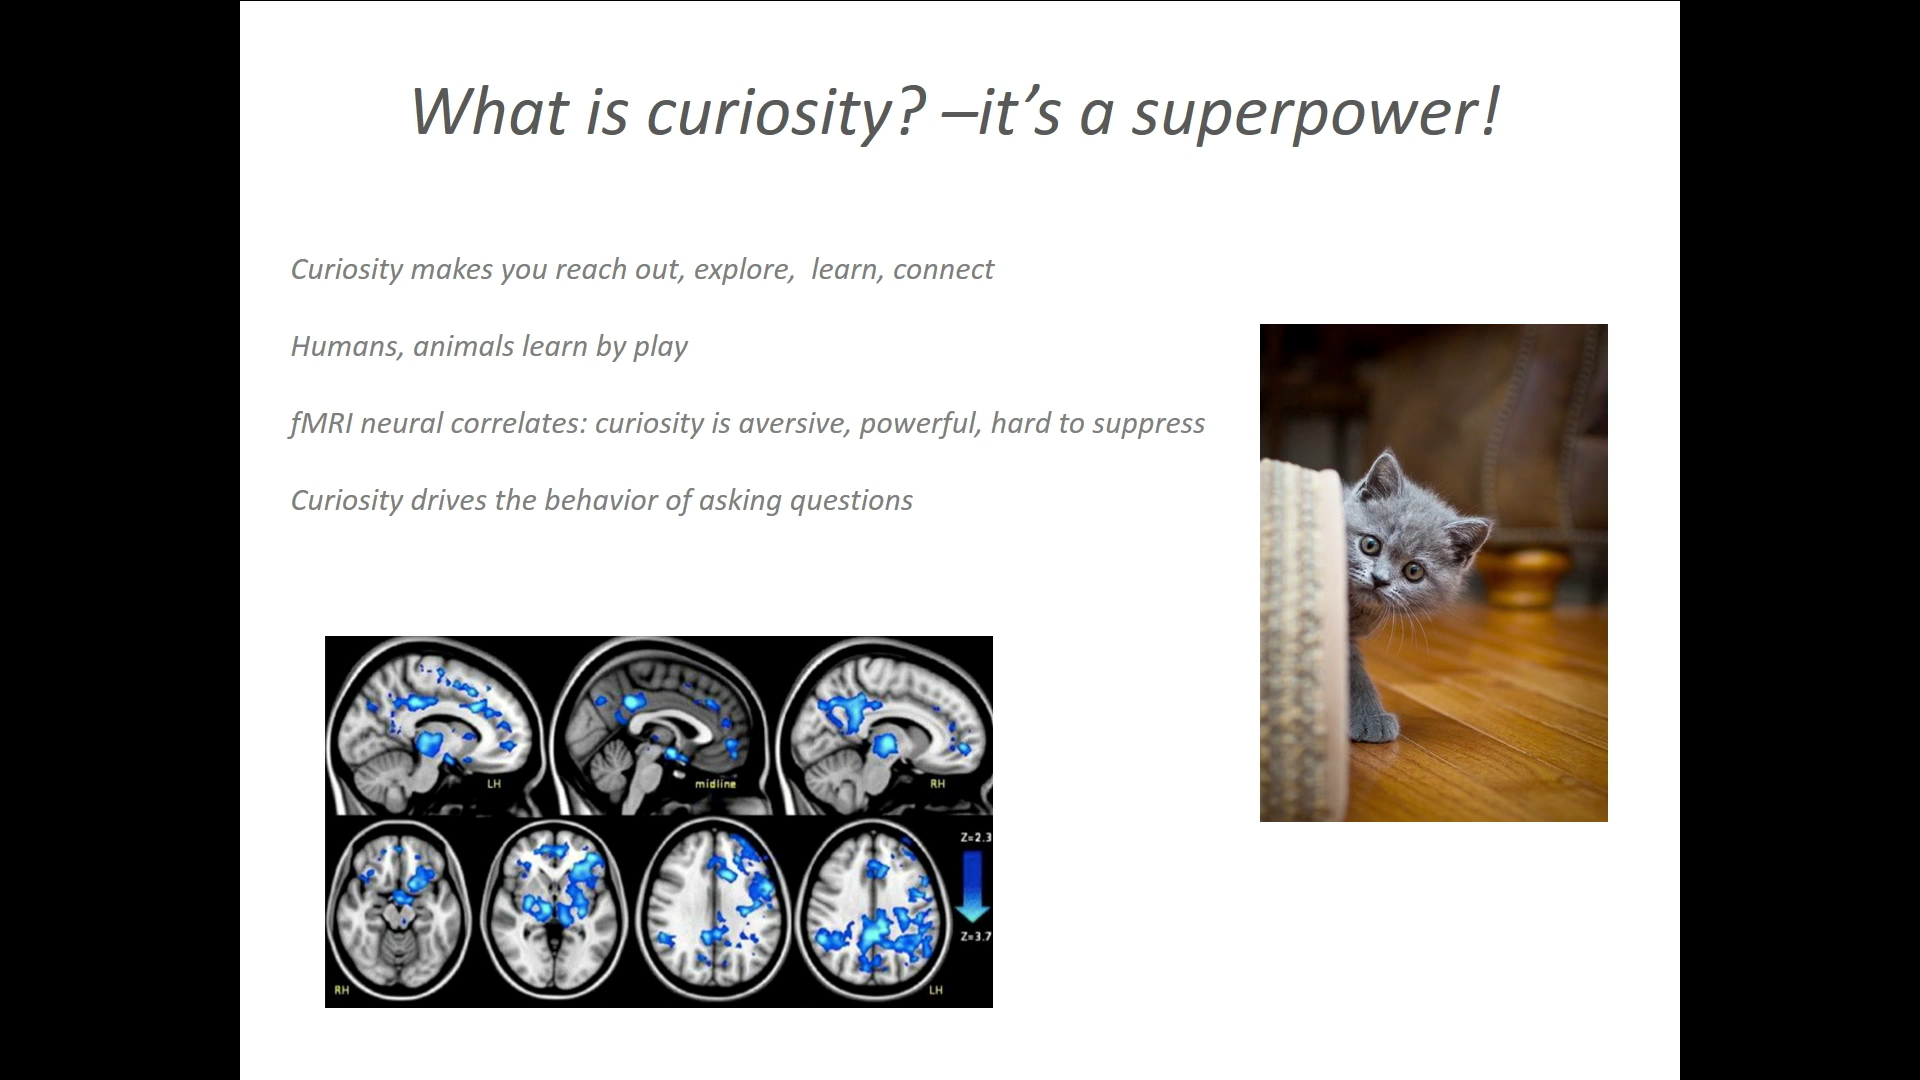 What is curiosity? –it’s a superpower!
Curiosity makes you reach out, explore,  learn, connect
Humans, animals learn by play
fMRI neural correlates: curiosity is aversive, powerful, hard to suppress
Curiosity drives the behavior of asking questions
LH
midline
RH
Z=2.3
Z=3.7
RH
LH